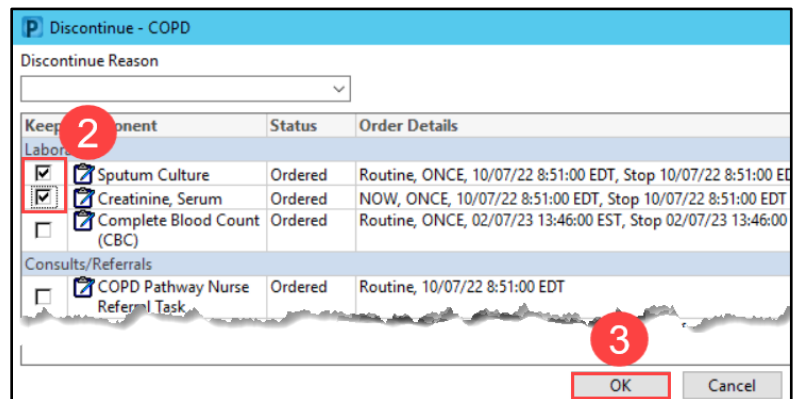 P Discontinue - COPD
Discontinue Reason
Keep Status Order Details
2
Sputum Culture Ordered Routine, ONCE, 10/07/22 8:51:00 EDT, Stop 10/07/22 8:51:00
Creatinine, Serum Ordered NOW, ONCE, 10/07/22 8:51:00 EDT, Stop 10/07/22 8:51:00 EDT
Complete Blood Count Ordered Routine, ONCE, 02/07/23 13:46:00 EST, Stop 02/07/23 13:46:00
(CBC)
Consults/Referrals
COPD Pathway Nurse Ordered Routine, 10/07/22 8:51:00 EDT
Referral Task
3
OK Cancel